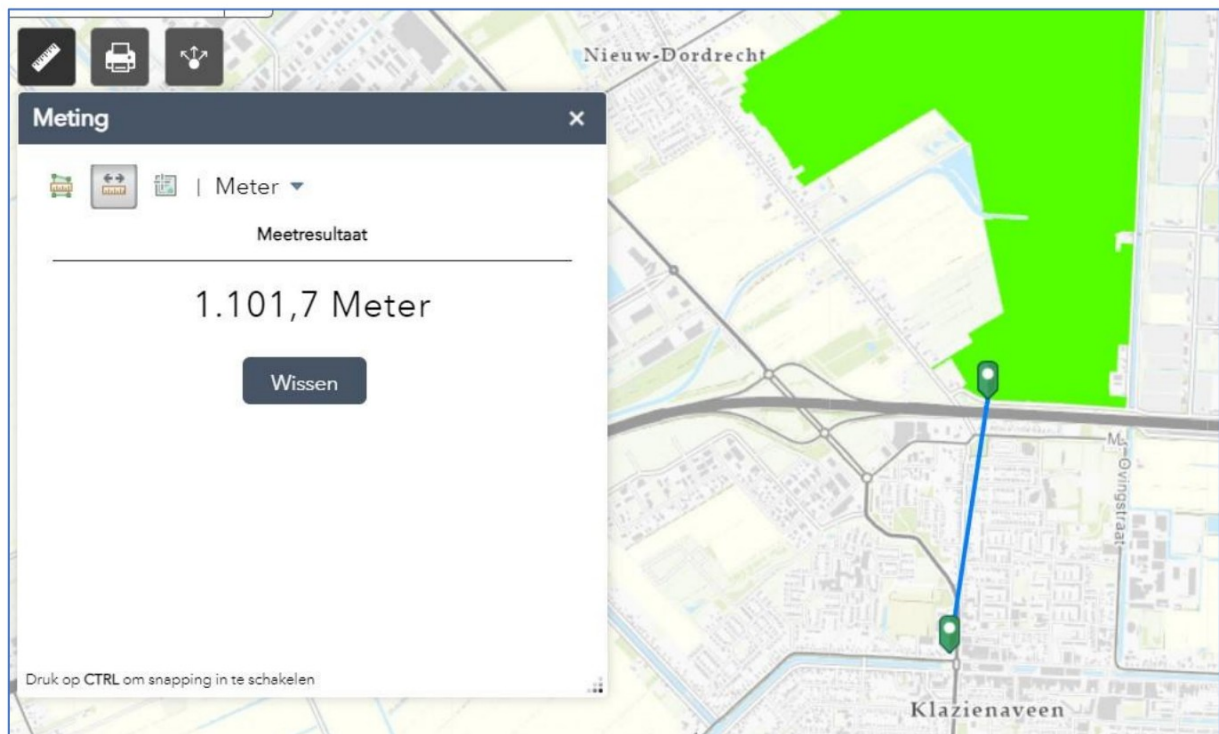 Nieuw-Dordrecht
Meting
| Meter
Meetresultaat
1.101,7 Meter
Wissen
Druk op CTRL om snapping in te schakelen
Ovingstraat
Klazienaveen